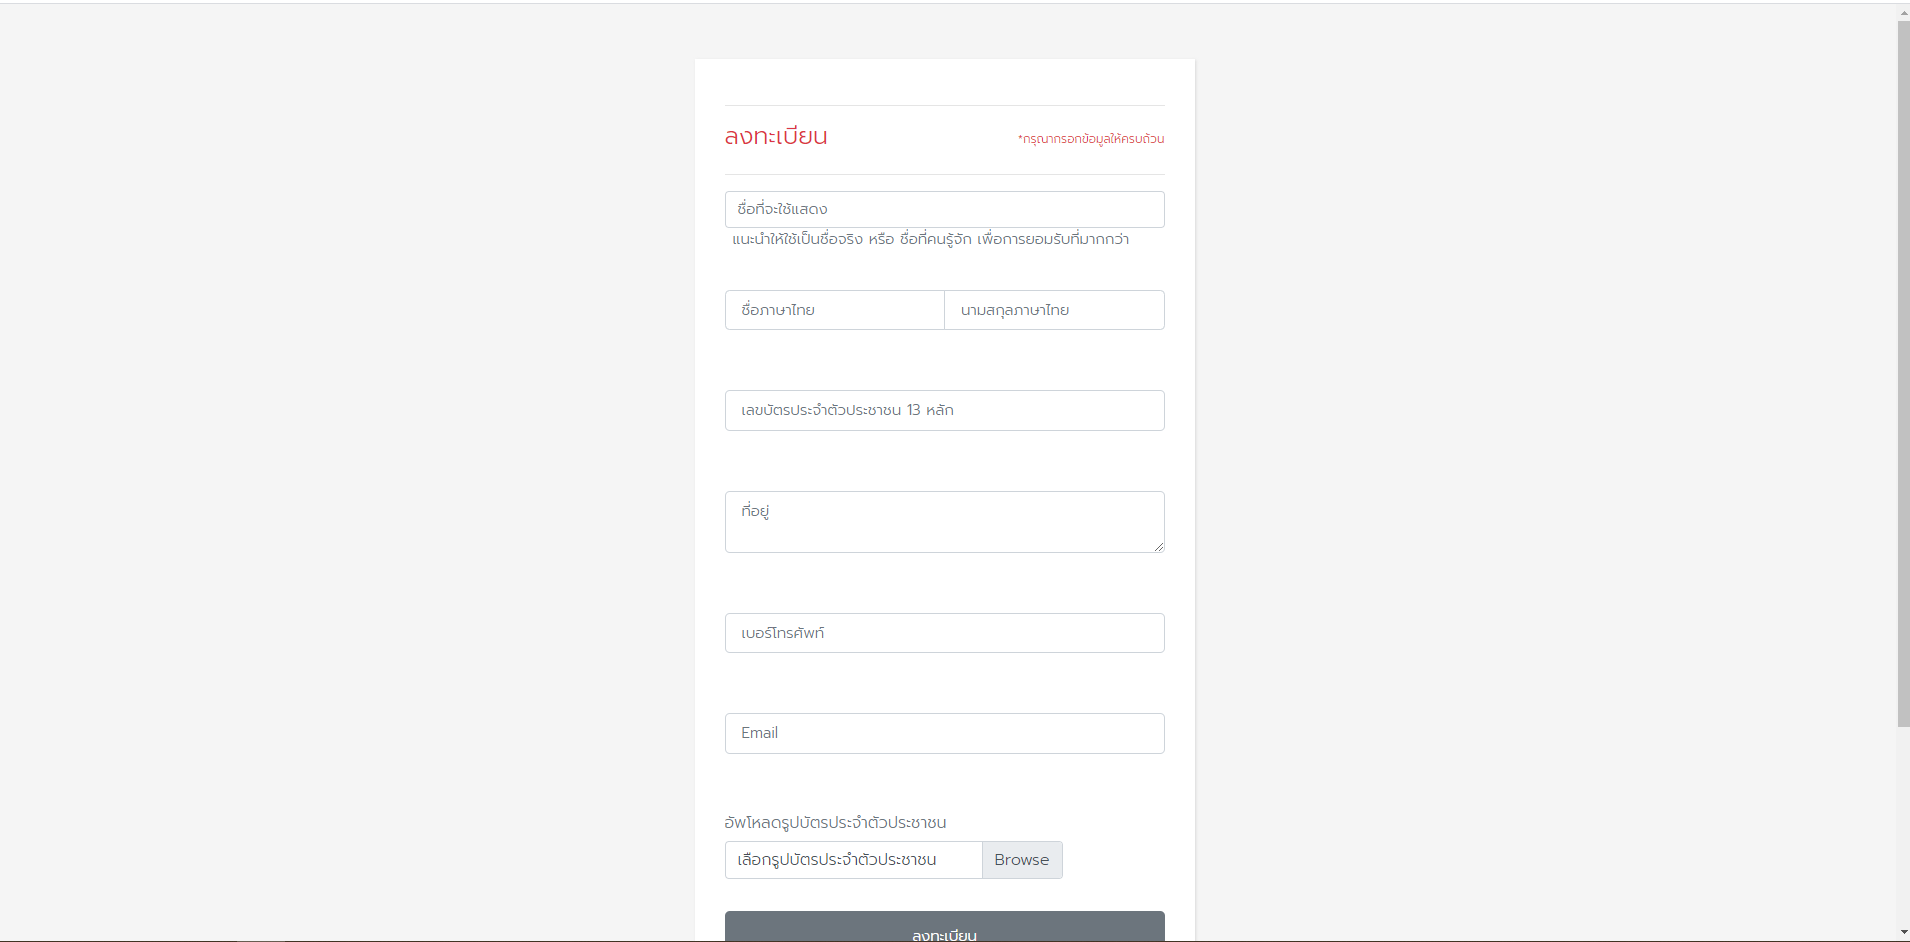 ลงทะเบียน *กรุณากรอกข้อมูลให้ครบถ้วน
ชื่อที่จะใช้แสดง
แนะนำให้ใช้เป็นชื่อจริง หรือ ชื่อที่คนรู้จัก เพื่อการยอมรับที่มากกว่า
ชื่อภาษาไทย นามสกุลภาษาไทย
เลขบัตรประจำตัวประชาชน 13 หลัก
ที่อยู่
เบอร์โทรศัพท์
Email
อัพโหลดรูปบัตรประจำตัวประชาชน
เลือกรูปบัตรประจำตัวประชาชน Browse
ลงทะเบียน